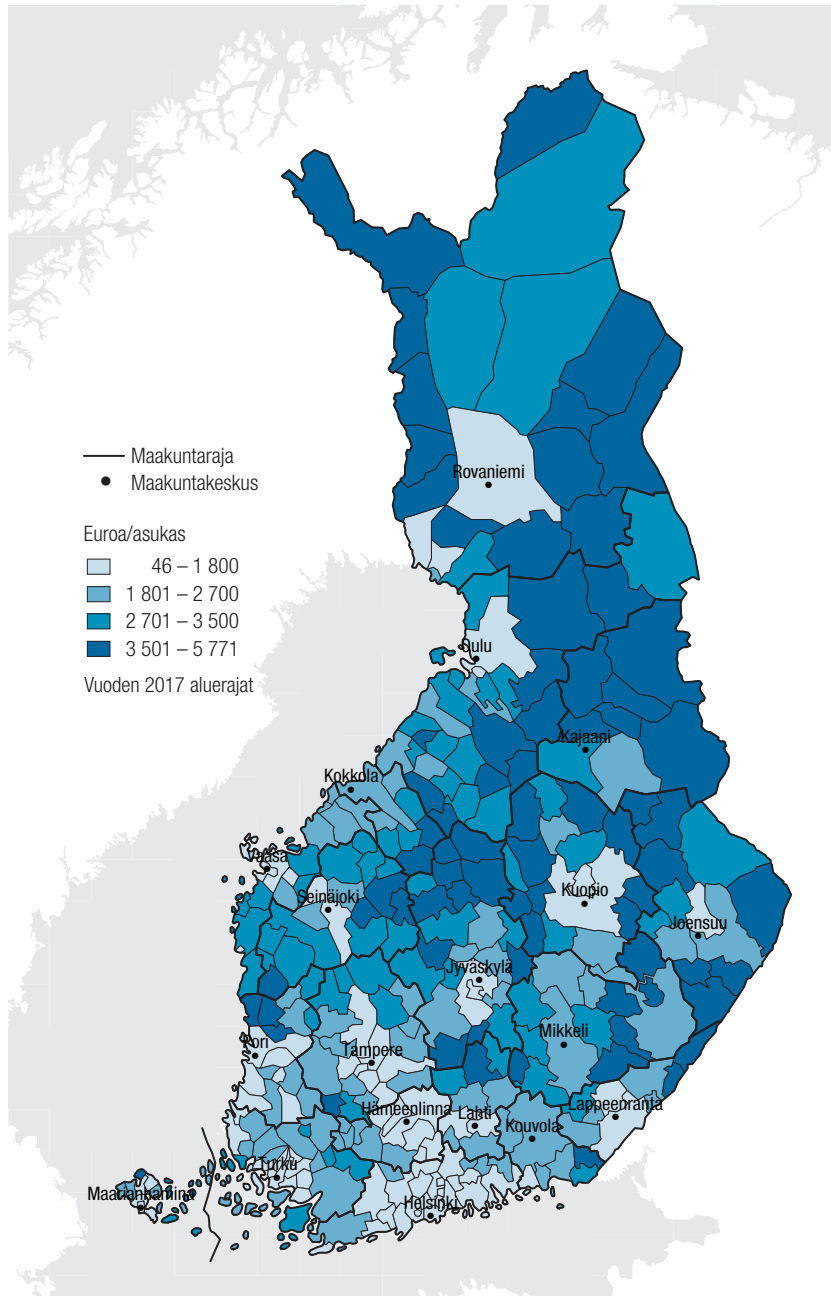 Maakuntaraja
Maakuntakeskus
Euroa/asukas
46 – 1 800
1 801 – 2 700
2 701 – 3 500
3 501 – 5 771
Vuoden 2017 aluerajat
Rovaniemi
Oulu
Kajaani
Kokkola
Vaasa
Seinäjoki
Kuopio
Joensuu
Jyväskylä
Pori
Tampere
Mikkeli
Hämeenlinna
Lahti
Lappeenranta
Kouvola
Turku
Maarianhamina
Helsinki